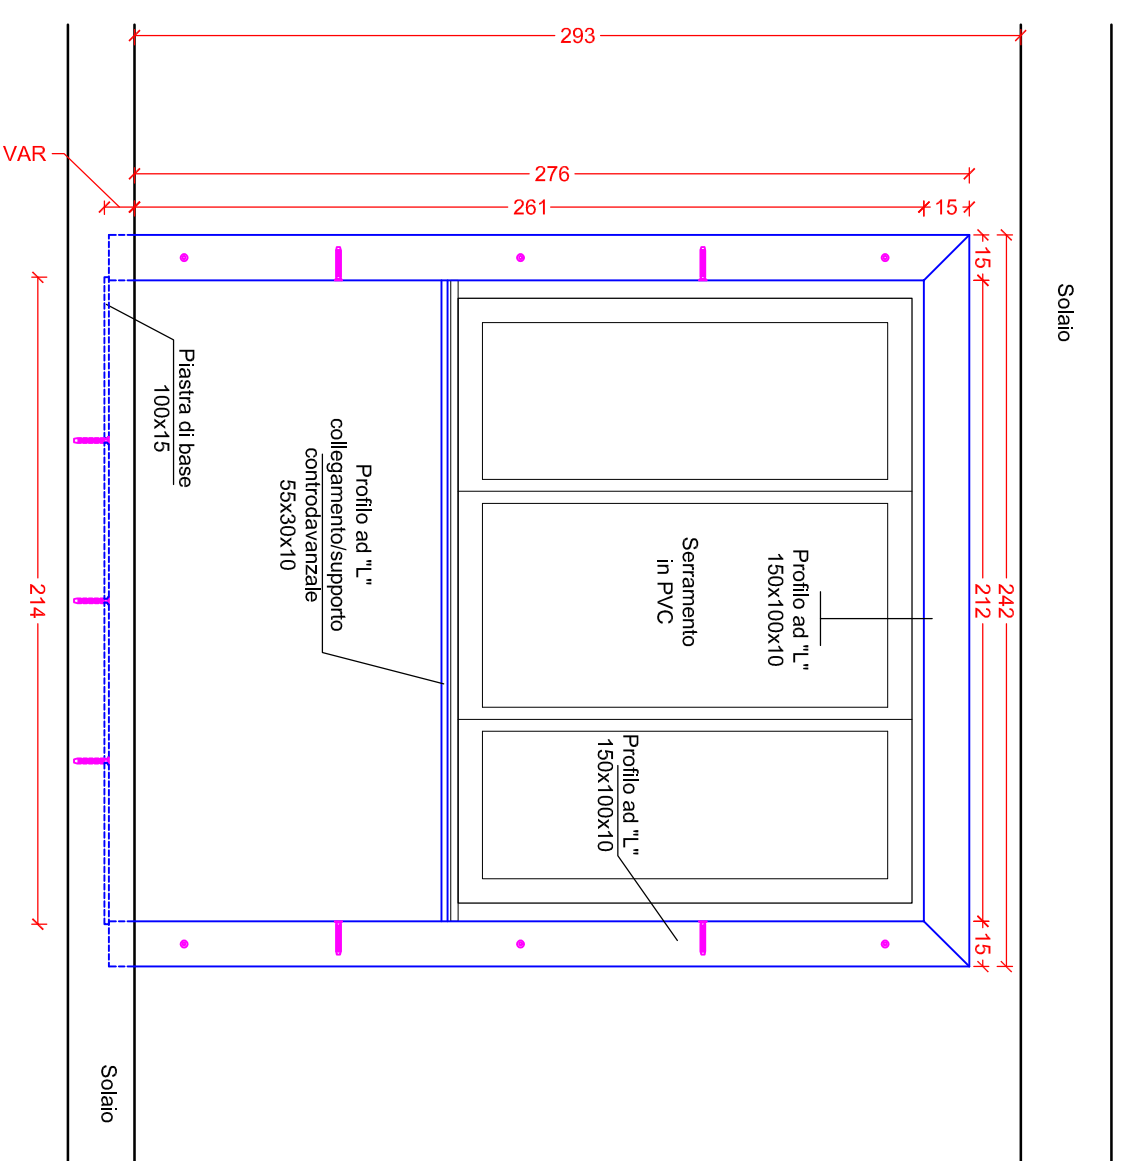 293
VAR
276
261
15
15
242
212
15
214
Solaio
Piastra di base
100x15
Profilo ad "L"
collegamento/supporto
controdavanzale
55x30x10
Serramento
in PVC
Profilo ad "L"
150x100x10
Profilo ad "L"
150x100x10
Solaio